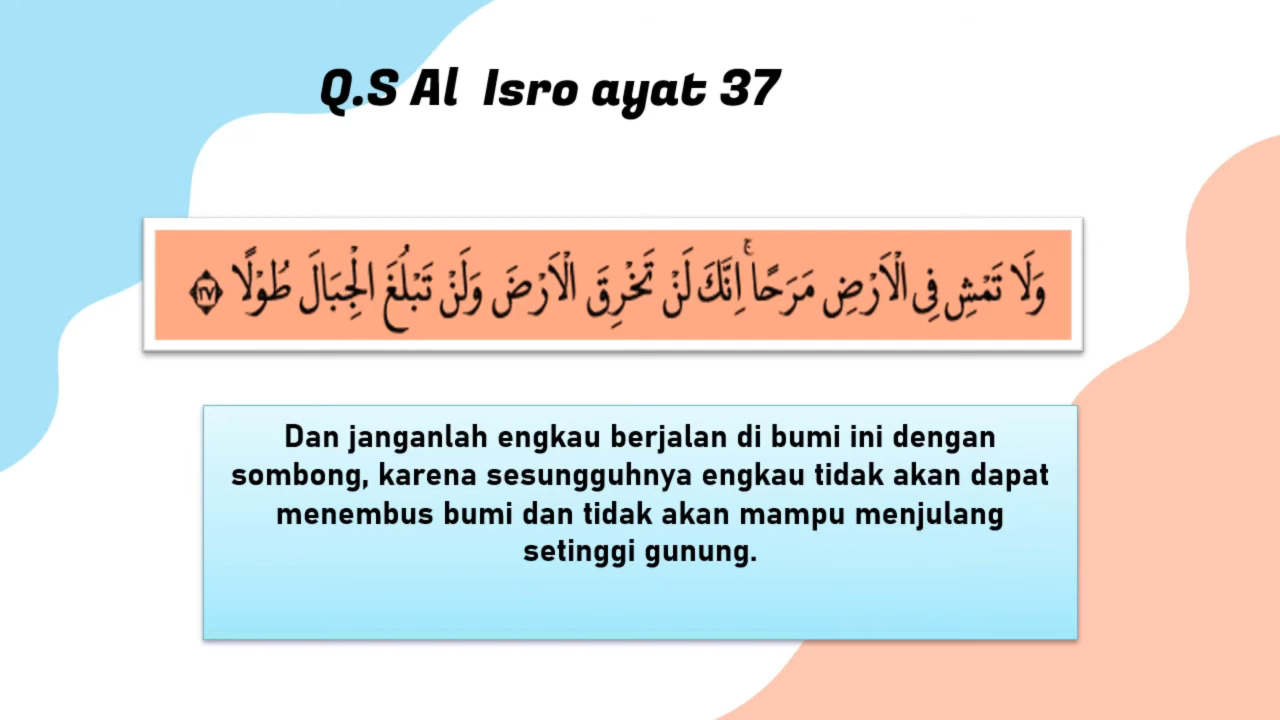 Q.S Al Isro ayat 37
وَلَا تَمْشِ فِى الْاَرْضِ مَرَحًاۚ اِنَّكَ لَنْ تَخْرِقَ الْاَرْضَ وَلَنْ تَبْلُغَ الْجِبَالَ طُوْلًا ٣٧
Dan janganlah engkau berjalan di bumi ini dengan
sombong, karena sesungguhnya engkau tidak akan dapat
menembus bumi dan tidak akan mampu menjulang
setinggi gunung.